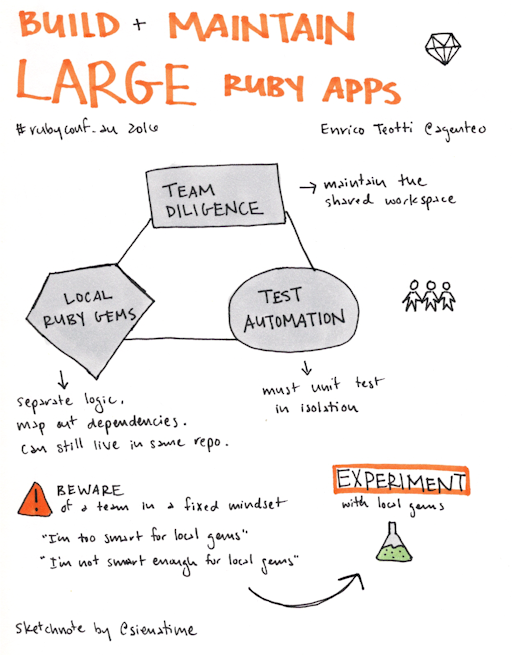 BUILD + MAINTAIN
LARGE RUBY APPS
#rubyconf_au 2016
Enrico Teotti @agenteo
TEAM
DILIGENCE
→ maintain the
shared workspace
LOCAL
RUBY GEMS
TEST
AUTOMATION
separate logic.
map out dependencies.
can still live in same repo.
must unit test
in isolation
BEWARE
of a team in a fixed mindset
"I'm too smart for local gems"
"I'm not smart enough for local gems"
EXPERIMENT
with local gems
sketchnote by @sienatime